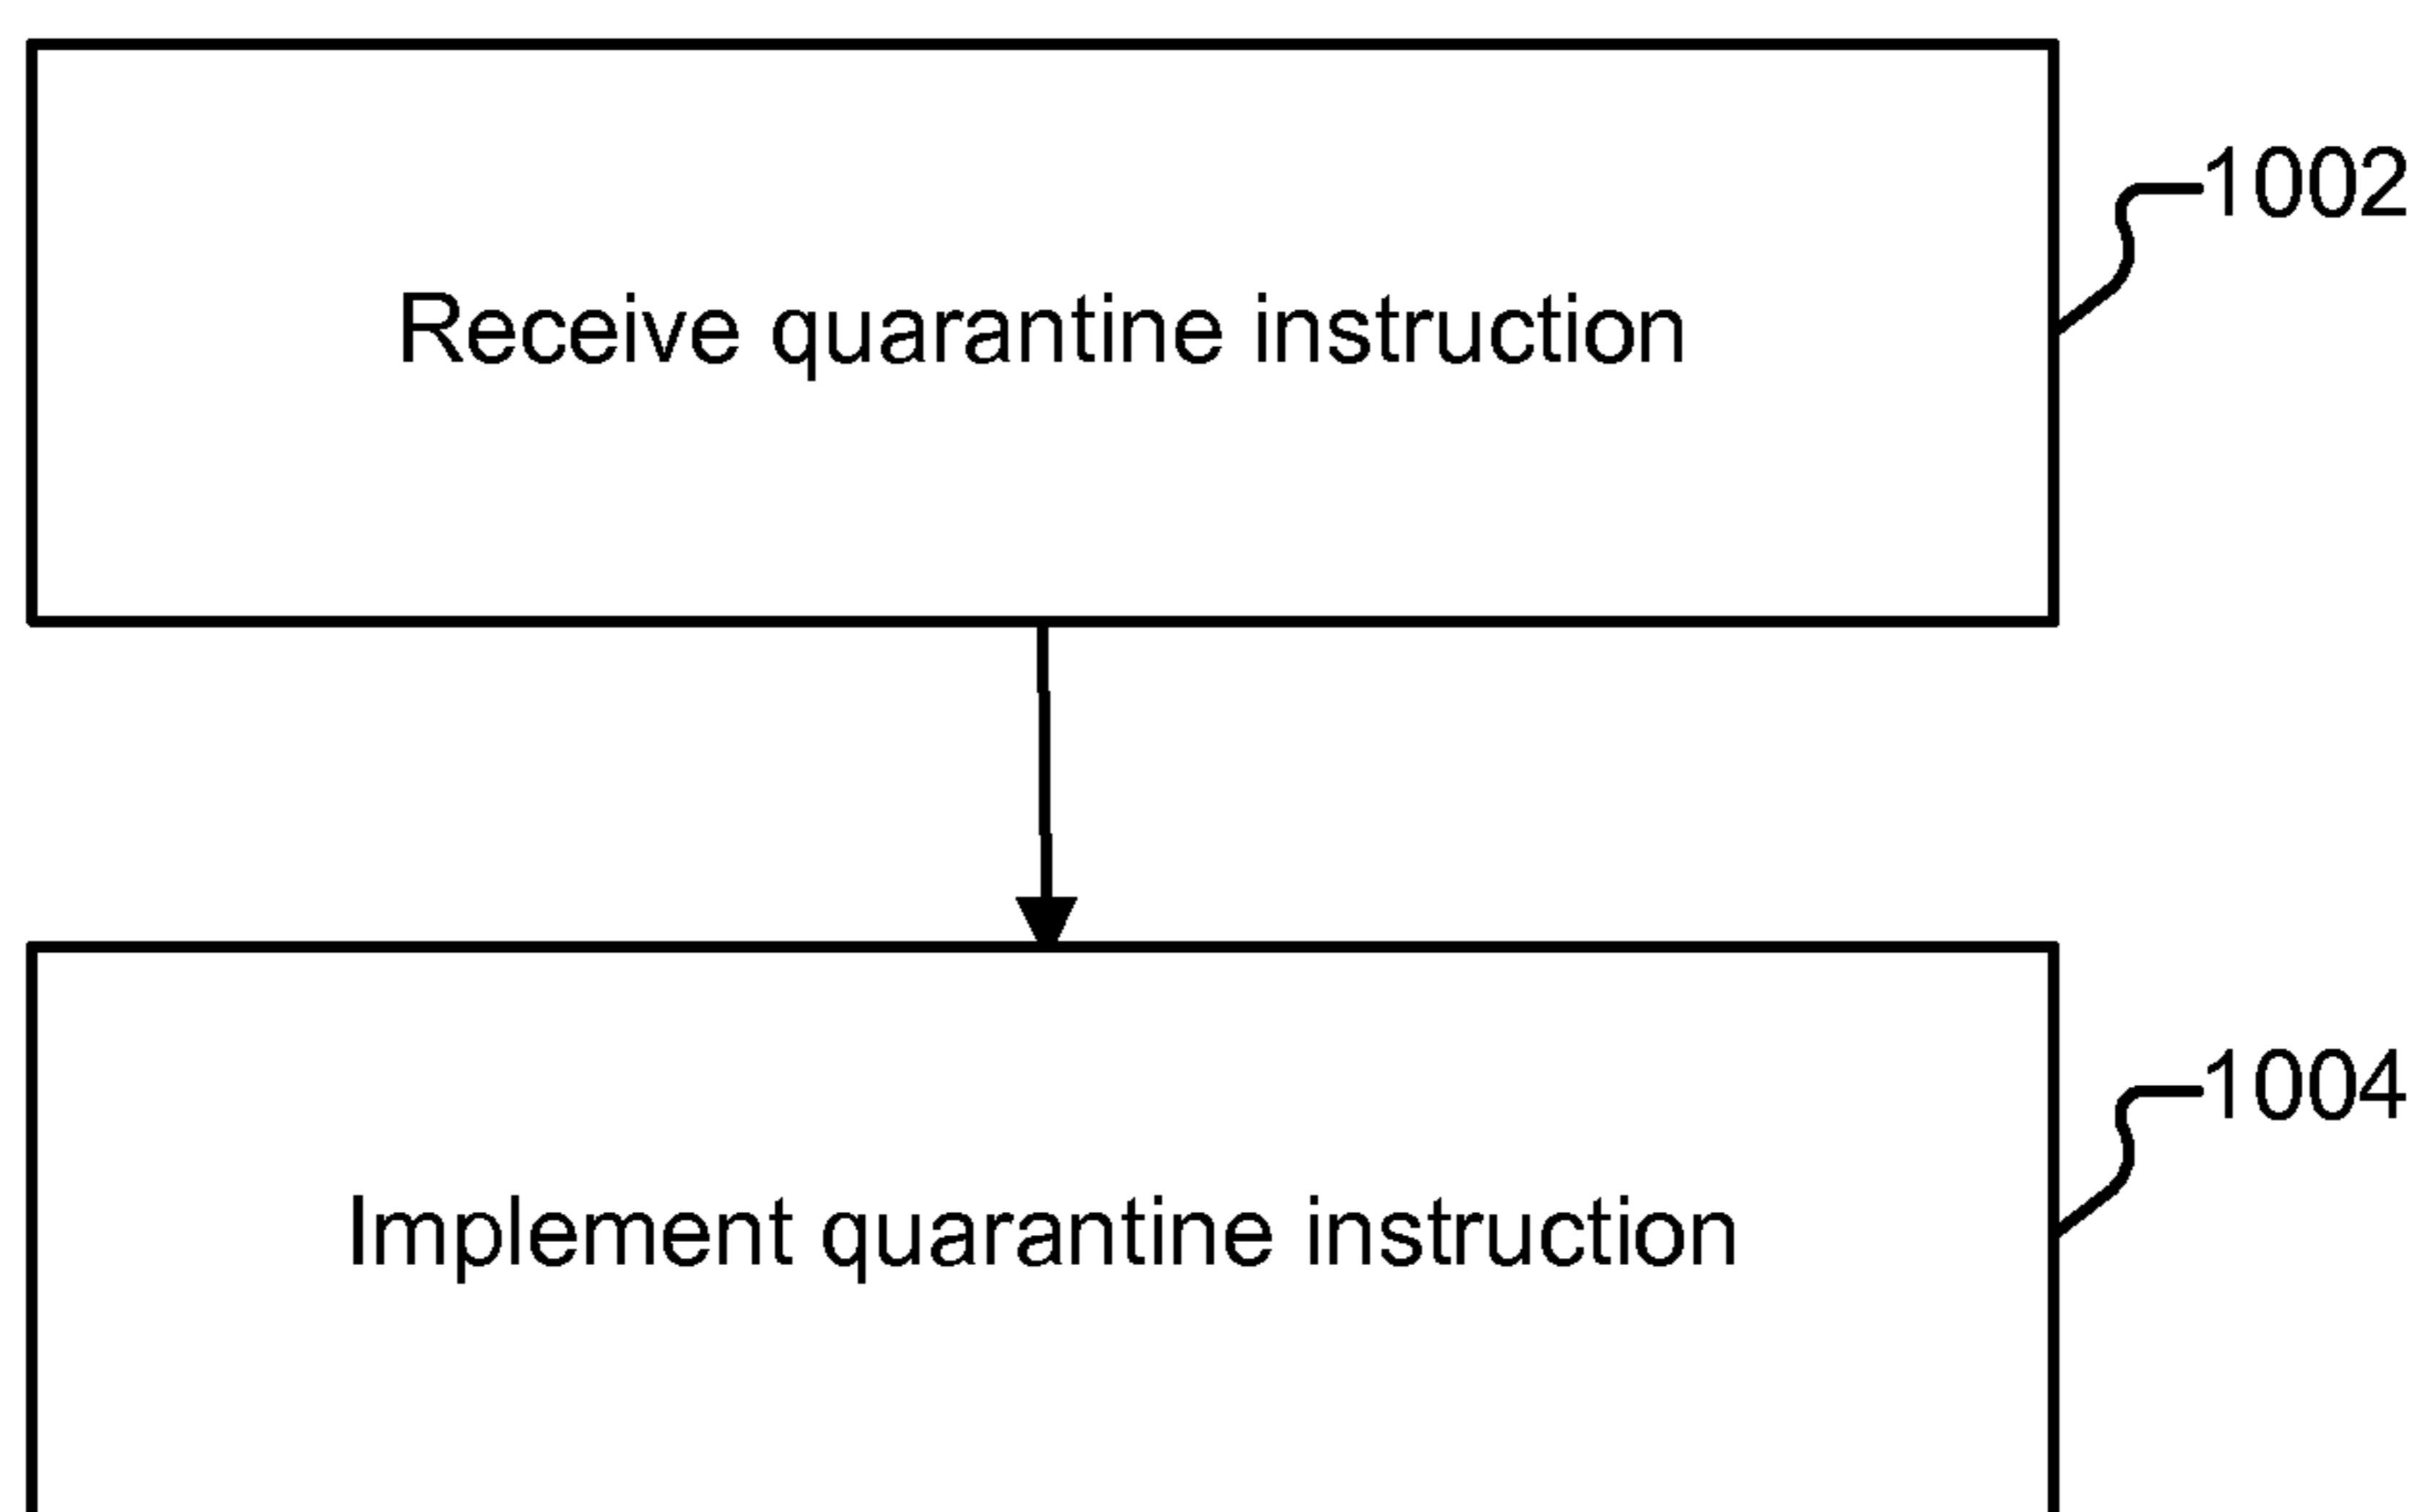 1002
Receive quarantine instruction
1004
Implement quarantine instruction